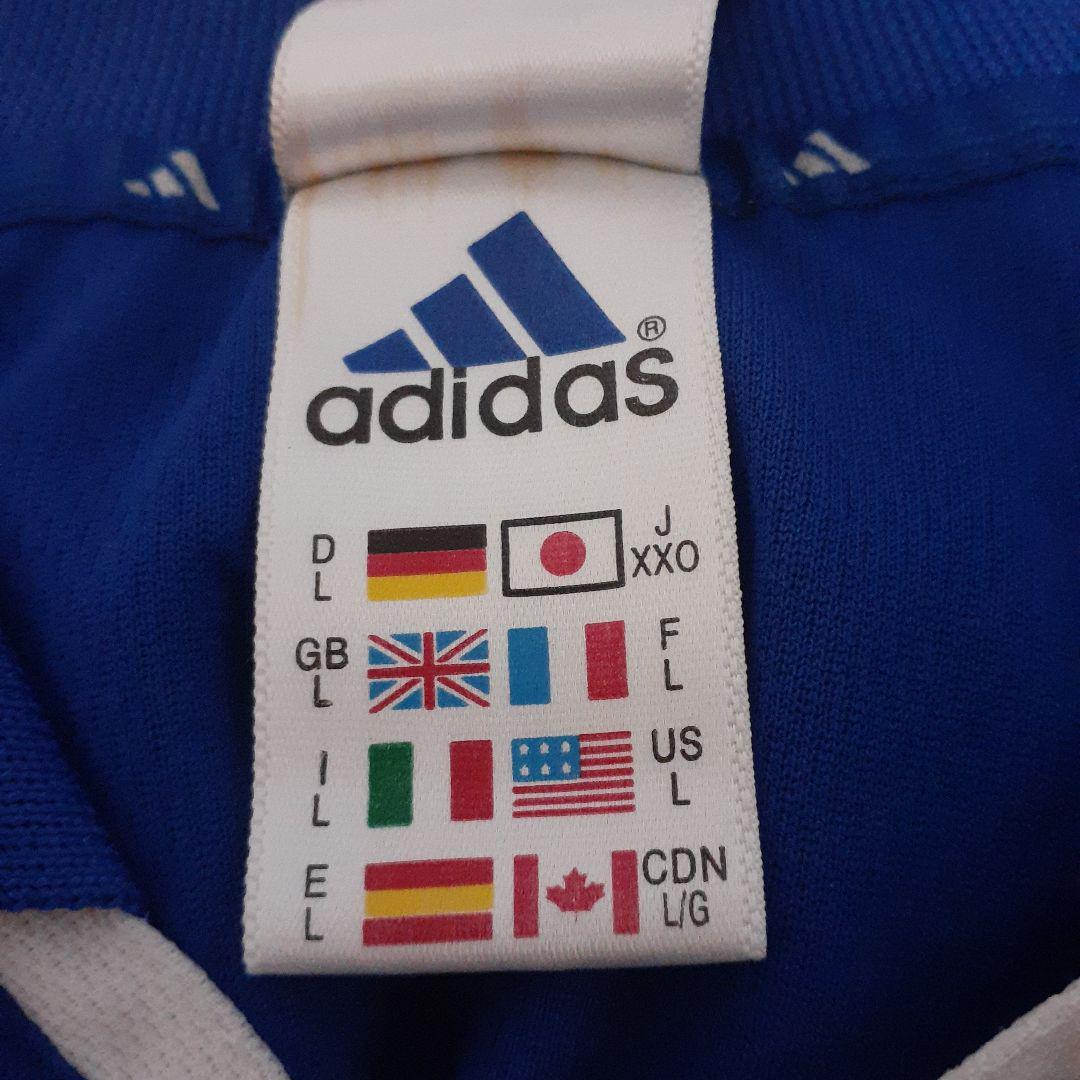 adidas®
D J
L XXO
GB F
L L
I US
L L
E CDN
L L/G